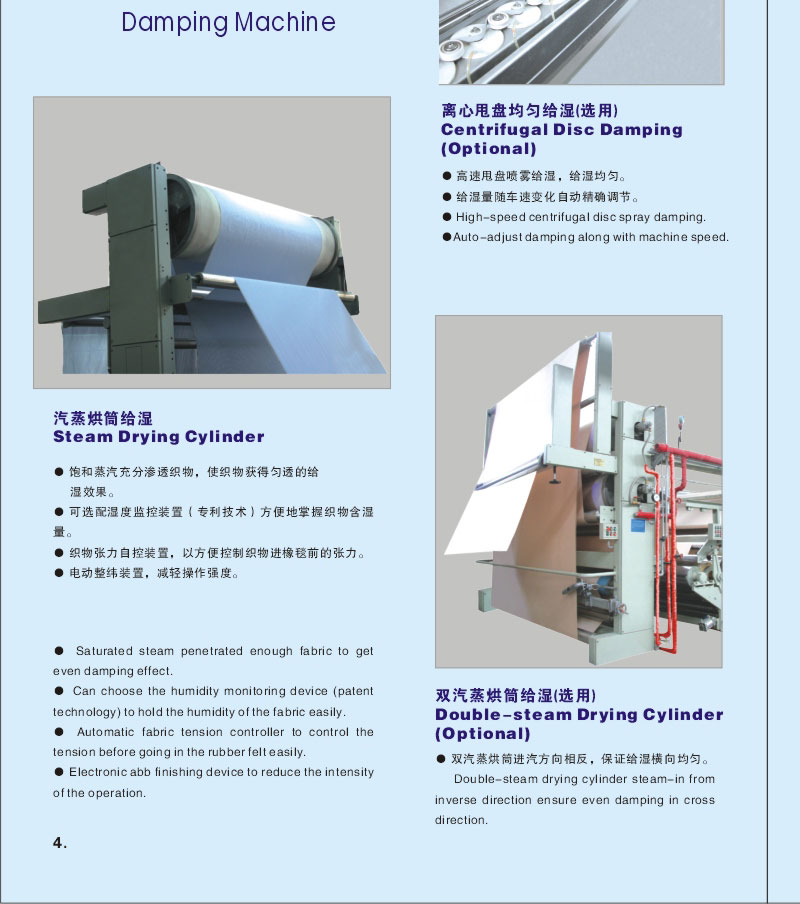 Damping Machine
汽蒸烘筒给湿
Steam Drying Cylinder
● 饱和蒸汽充分渗透织物，使织物获得匀透的给
湿效果。
● 可选配湿度监控装置（专利技术）方便地掌握织物含湿
量。
● 织物张力自控装置，以方便控制织物进橡毯前的张力。
● 电动整纬装置，减轻操作强度。
● Saturated steam penetrated enough fabric to get
even damping effect.
● Can choose the humidity monitoring device (patent
technology) to hold the humidity of the fabric easily.
● Automatic fabric tension controller to control the
tension before going in the rubber felt easily.
● Electronic abb finishing device to reduce the intensity
of the operation.
4.
离心甩盘均匀给湿(选用)
Centrifugal Disc Damping
(Optional)
● 高速甩盘喷雾给湿，给湿均匀。
● 给湿量随车速变化自动精确调节。
● High-speed centrifugal disc spray damping.
●Auto-adjust damping along with machine speed.
双汽蒸烘筒给湿(选用)
Double-steam Drying Cylinder
(Optional)
● 双汽蒸烘筒进汽方向相反，保证给湿横向均匀。
Double-steam drying cylinder steam-in from
inverse direction ensure even damping in cross
direction.